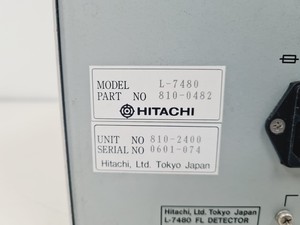 MODEL L-7480
PART NO 810-0482
HITACHI
UNIT NO 810-2400
SERIAL NO 0601-074
Hitachi, Ltd. Tokyo Japan
Hitachi, Ltd. Tokyo Japan
L-7480 FL DETECTOR